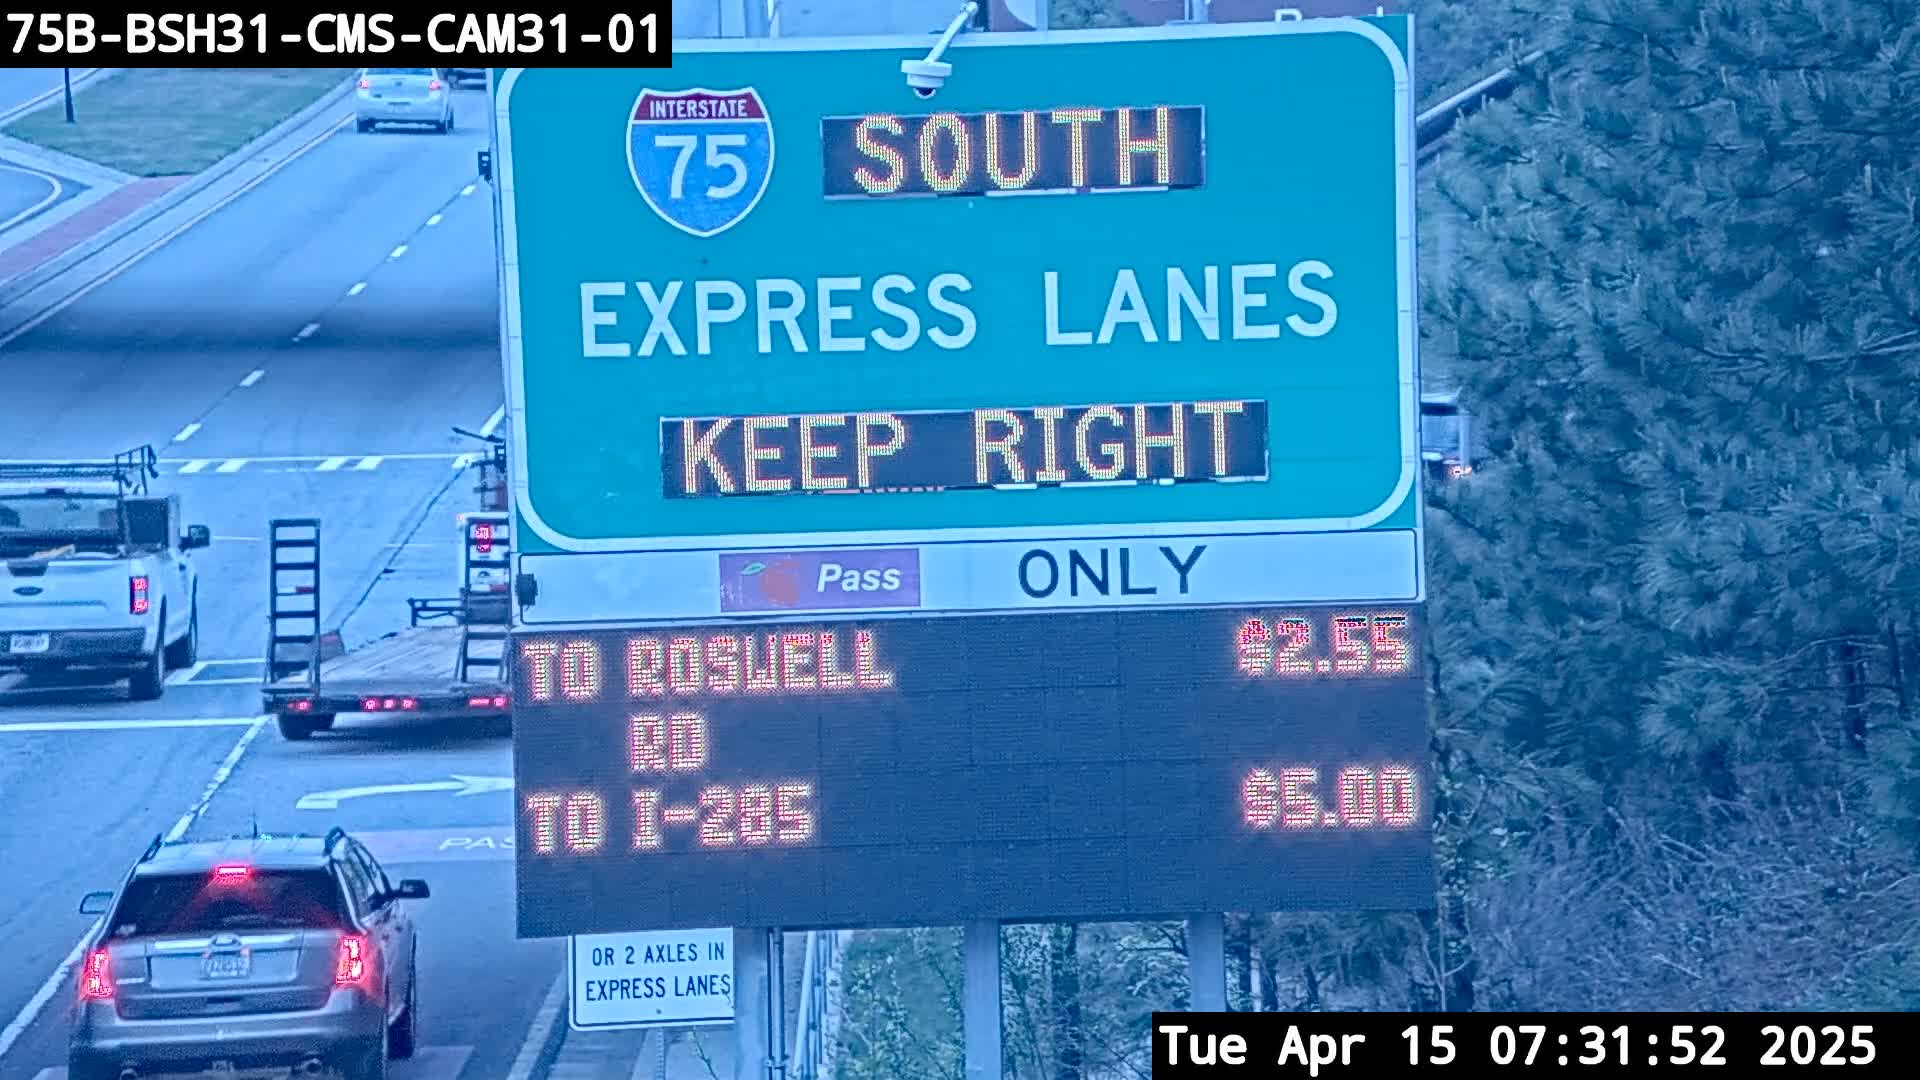 75B-BSH31-CMS-CAM31-01
INTERSTATE
75
SOUTH
EXPRESS LANES
KEEP RIGHT
Pass
ONLY
TO ROSWELL $2.55
RD
TO I-285 $5.00
PAS
OR 2 AXLES IN
EXPRESS LANES
Tue Apr 15 07:31:52 2025